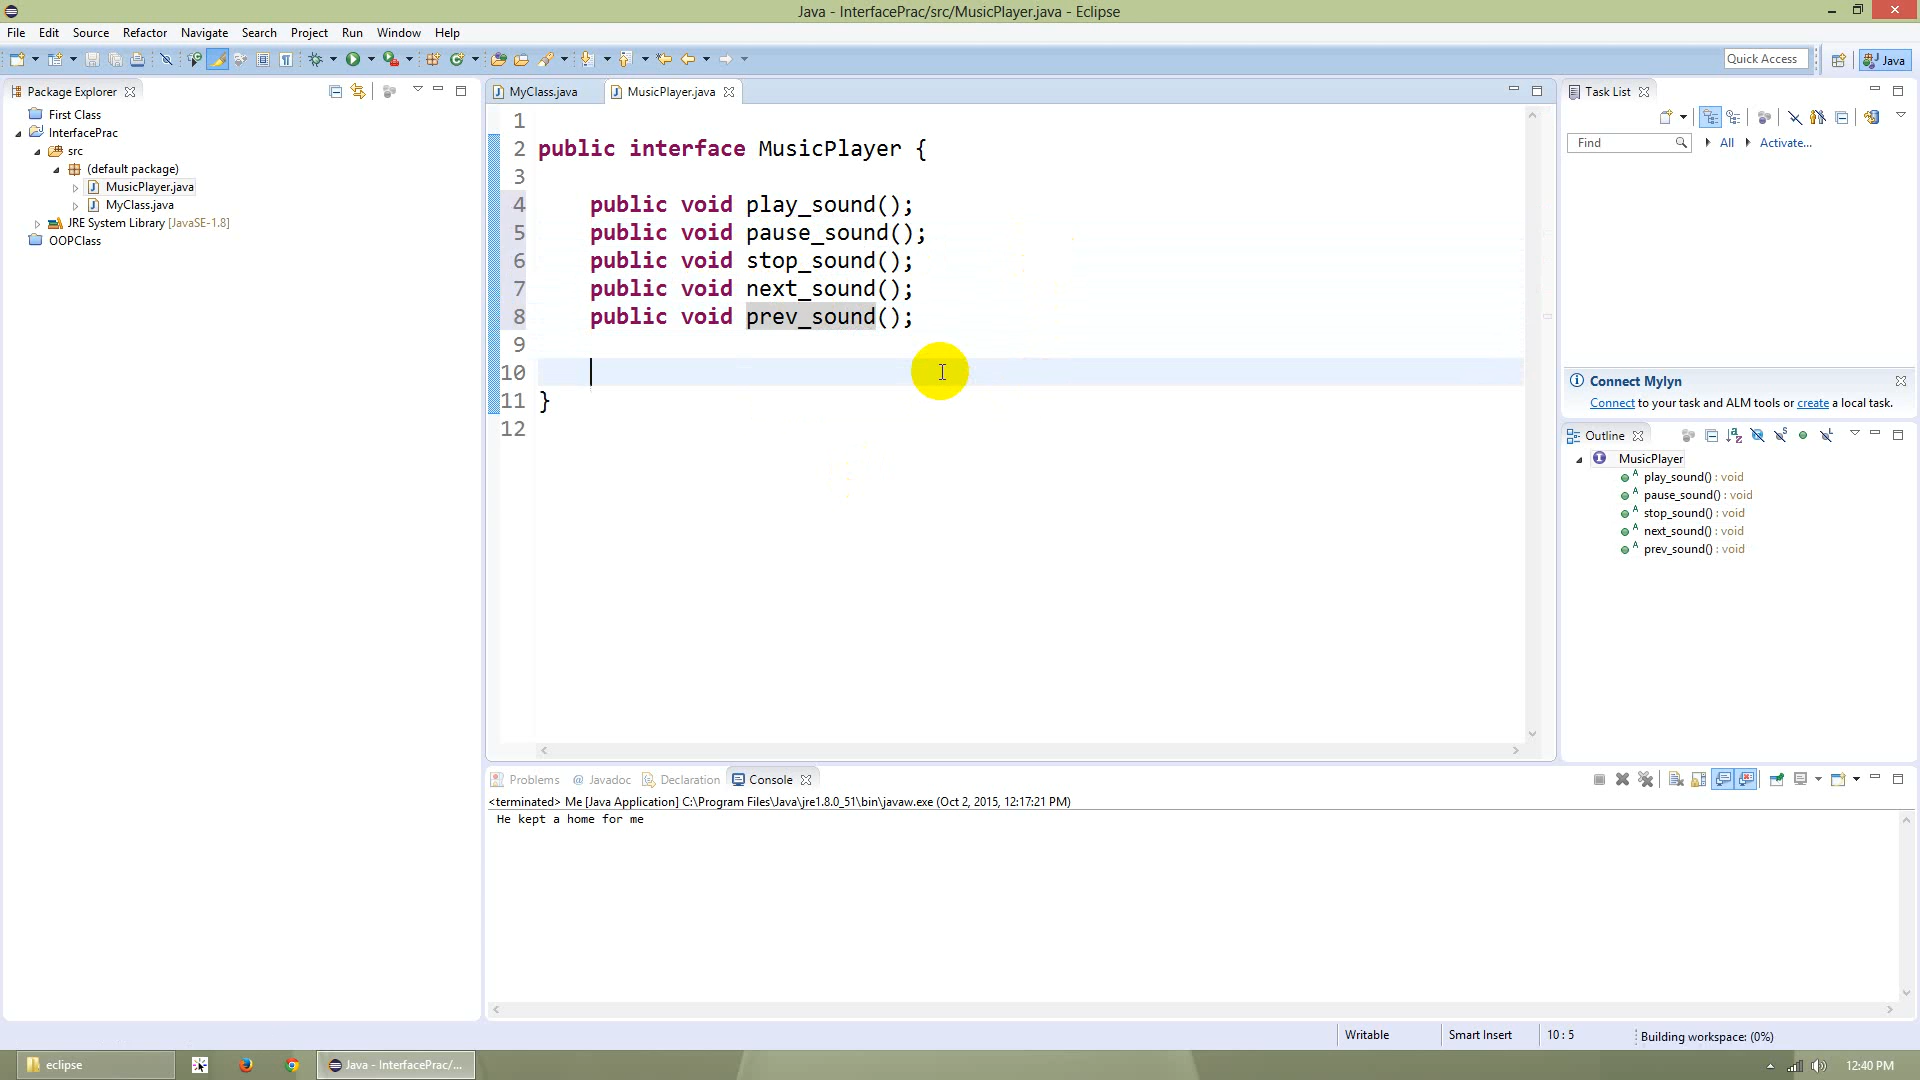 Java - InterfacePrac/src/MusicPlayer.java - Eclipse
File Edit Source Refactor Navigate Search Project Run Window Help
Quick Access
Java
Package Explorer
First Class
InterfacePrac
src
(default package)
MusicPlayer.java
MyClass.java
JRE System Library [JavaSE-1.8]
OOPClass
MyClass.java
MusicPlayer.java
1
2 public interface MusicPlayer {
3
4 public void play_sound();
5 public void pause_sound();
6 public void stop_sound();
7 public void next_sound();
8 public void prev_sound();
9
10
11 }
12
Task List
Find
All
Activate...
Connect Mylyn
Connect to your task and ALM tools or create a local task.
Outline
MusicPlayer
play_sound() : void
pause_sound() : void
stop_sound() : void
next_sound() : void
prev_sound() : void
Problems @ Javadoc Declaration Console
<terminated> Me [Java Application] C:\Program Files\Java\jre1.8.0_51\bin\javaw.exe (Oct 2, 2015, 12:17:21 PM)
He kept a home for me
Writable Smart Insert 10 : 5 Building workspace: (0%)
eclipse
Java - InterfacePrac/...
12:40 PM